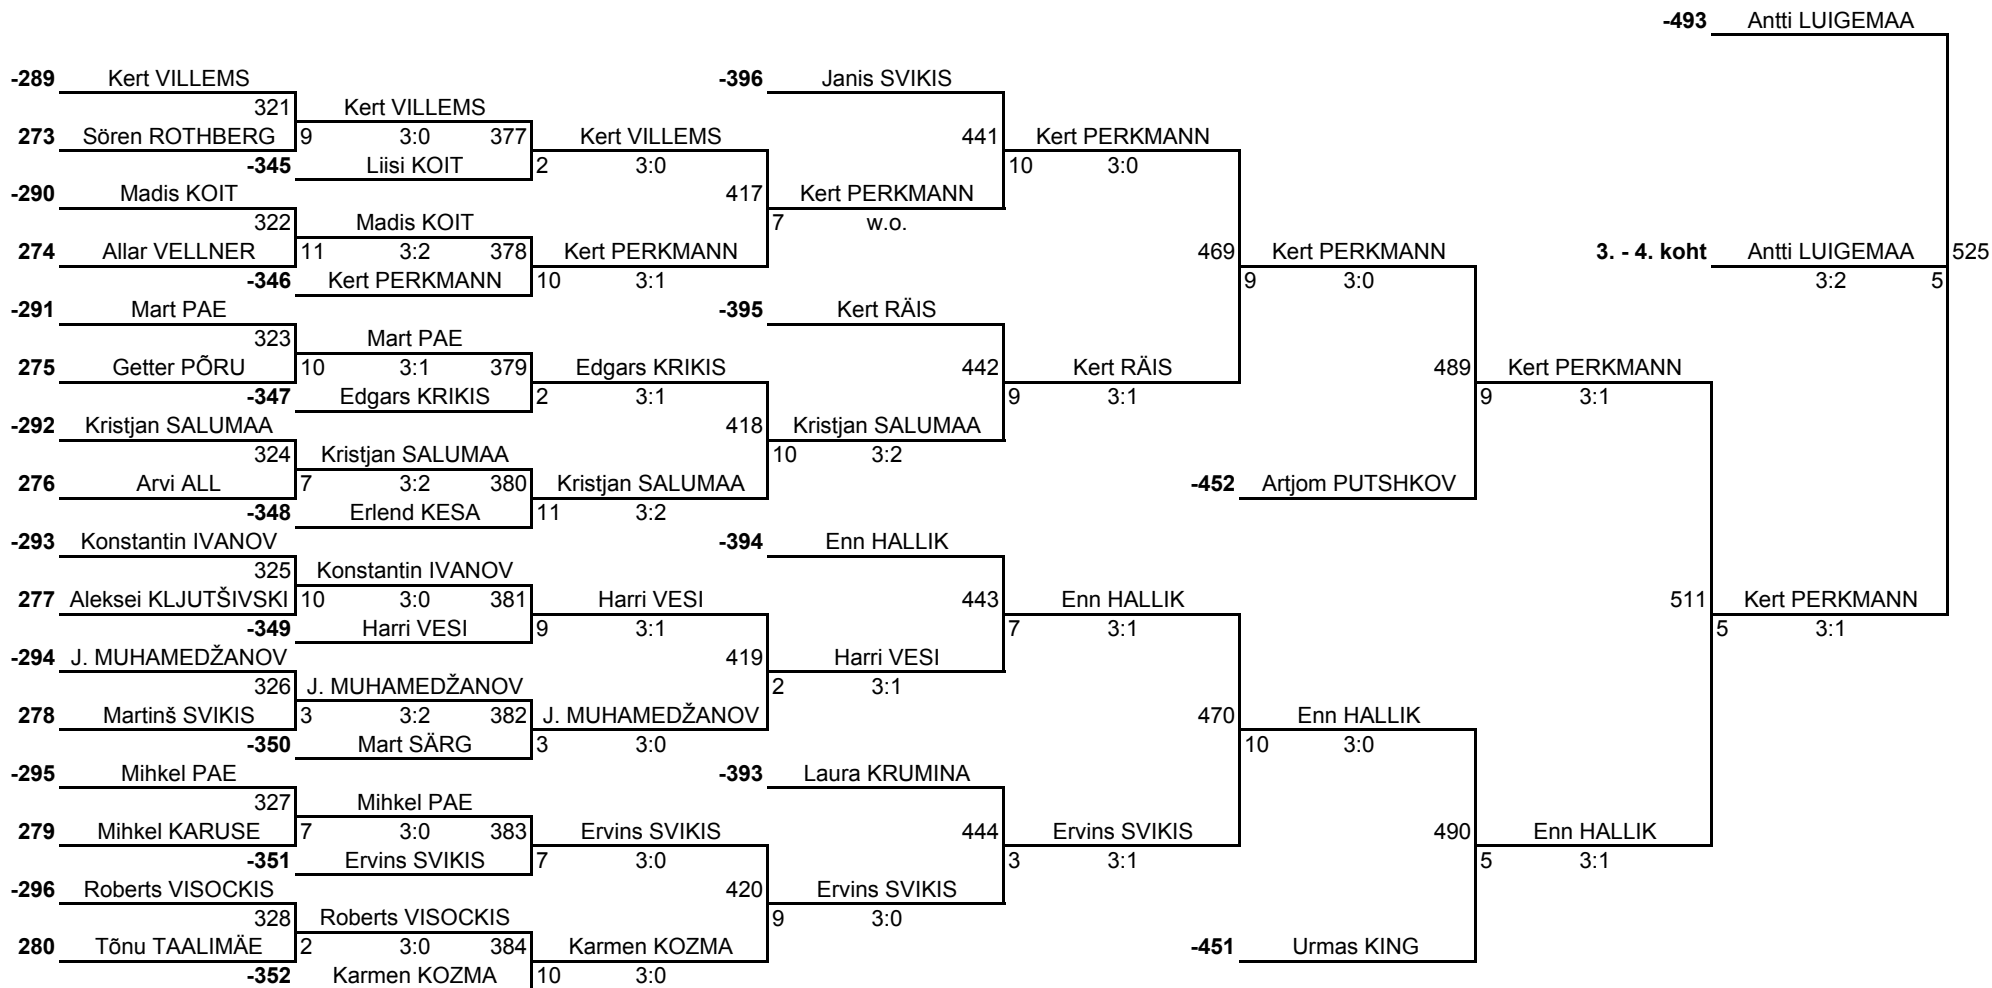 -493 Antti LUIGEMAA
-289 Kert VILLEMS -396 Janis SVIKIS
321 Kert VILLEMS
273 Sören ROTHBERG 9 3:0 377 Kert VILLEMS 441 Kert PERKMANN
-345 Liisi KOIT 2 3:0 10 3:0
-290 Madis KOIT 417 Kert PERKMANN
322 Madis KOIT 7 w.o.
274 Allar VELLNER 11 3:2 378 Kert PERKMANN 469 Kert PERKMANN 3. - 4. koht Antti LUIGEMAA 525
-346 Kert PERKMANN 10 3:1 9 3:0 3:2 5
-291 Mart PAE -395 Kert RÄIS
323 Mart PAE
275 Getter PÕRU 10 3:1 379 Edgars KRIKIS 442 Kert RÄIS 489 Kert PERKMANN
-347 Edgars KRIKIS 2 3:1 9 3:1 9 3:1
-292 Kristjan SALUMAA 418 Kristjan SALUMAA
324 Kristjan SALUMAA 10 3:2
276 Arvi ALL 7 3:2 380 Kristjan SALUMAA -452 Artjom PUTSHKOV
-348 Erlend KESA 11 3:2
-293 Konstantin IVANOV -394 Enn HALLIK
325 Konstantin IVANOV
277 Aleksei KLJUTŠIVSKI 10 3:0 381 Harri VESI 443 Enn HALLIK 511 Kert PERKMANN
-349 Harri VESI 9 3:1 7 3:1 5 3:1
-294 J. MUHAMEDŽANOV 419 Harri VESI
326 J. MUHAMEDŽANOV 2 3:1
278 Martinš SVIKIS 3 3:2 382 J. MUHAMEDŽANOV 470 Enn HALLIK
-350 Mart SÄRG 3 3:0 10 3:0
-295 Mihkel PAE -393 Laura KRUMINA
327 Mihkel PAE
279 Mihkel KARUSE 7 3:0 383 Ervins SVIKIS 444 Ervins SVIKIS 490 Enn HALLIK
-351 Ervins SVIKIS 7 3:0 3 3:1 5 3:1
-296 Roberts VISOCKIS 420 Ervins SVIKIS
328 Roberts VISOCKIS 9 3:0
280 Tõnu TAALIMÄE 2 3:0 384 Karmen KOZMA -451 Urmas KING
-352 Karmen KOZMA 10 3:0